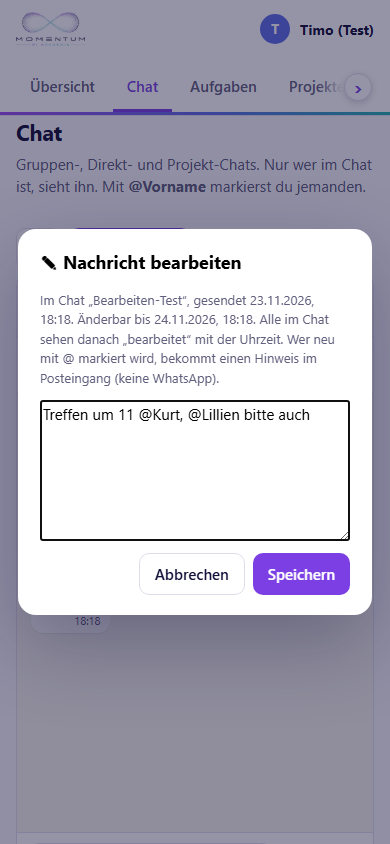 MOMENTUM
T
Timo (Test)
Übersicht
Chat
Aufgaben
Projekte
Chat
Gruppen-, Direkt- und Projekt-Chats. Nur wer im Chat
ist, sieht ihn. Mit @Vorname markierst du jemanden.
Nachricht bearbeiten
Im Chat „Bearbeiten-Test“, gesendet 23.11.2026,
18:18. Änderbar bis 24.11.2026, 18:18. Alle im Chat
sehen danach „bearbeitet“ mit der Uhrzeit. Wer neu
mit @ markiert wird, bekommt einen Hinweis im
Posteingang (keine WhatsApp).
Treffen um 11 @Kurt, @Lillien bitte auch
Abbrechen
Speichern
18:18